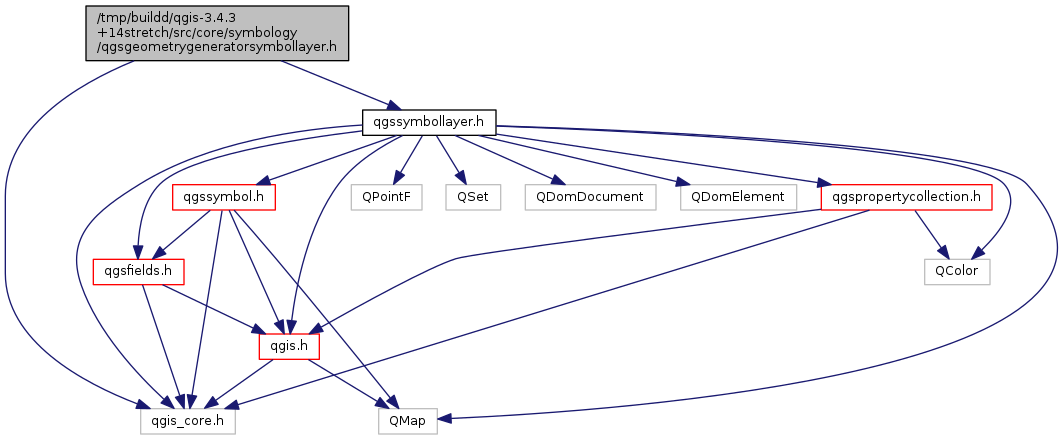 /tmp/buildd/qgis-3.4.3
+14stretch/src/core/symbology
/qgsgeometrygeneratorsymbollayer.h
qgssymbollayer.h
qgssymbol.h
QPointF
QSet
QDomDocument
QDomElement
qgspropertycollection.h
qgsfields.h
QColor
qgis.h
qgis_core.h
QMap